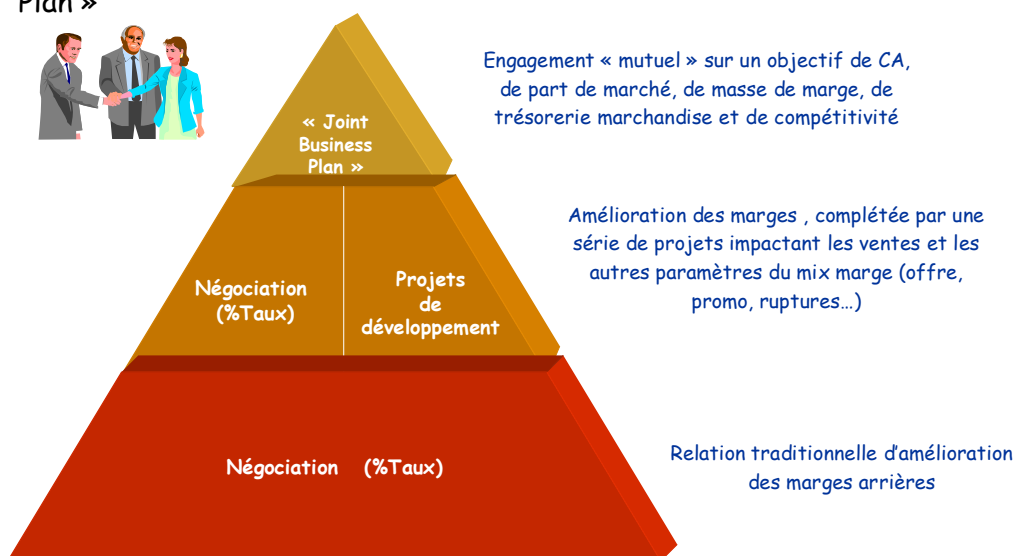 Plan »
Engagement « mutuel » sur un objectif de CA,
de part de marché, de masse de marge, de
trésorerie marchandise et de compétitivité
« Joint
Business
Plan »
Amélioration des marges , complétée par une
série de projets impactant les ventes et les
autres paramètres du mix marge (offre,
promo, ruptures…)
Négociation
(%Taux)
Projets
de
développement
Relation traditionnelle d’amélioration
des marges arrières
Négociation (%Taux)